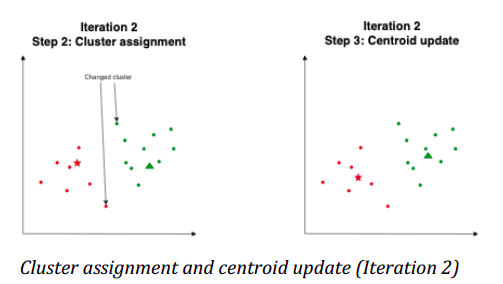 Iteration 2
Step 2: Cluster assignment
Iteration 2
Step 3: Centroid update
Changed cluster
Cluster assignment and centroid update (Iteration 2)